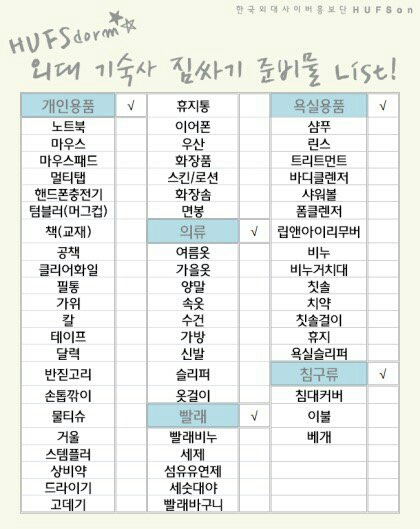 한국외대사이버홍보단 HUFSon
HUFSdorm
외대 기숙사 짐싸기 준비물 List!
개인용품 √
노트북
마우스
마우스패드
멀티탭
핸드폰충전기
텀블러(머그컵)
책(교재)
공책
클리어화일
필통
가위
칼
테이프
달력
반짇고리
손톱깎이
물티슈
거울
스템플러
상비약
드라이기
고데기
휴지통
이어폰
우산
화장품
스킨/로션
화장솜
면봉
의류 √
여름옷
가을옷
양말
속옷
수건
가방
신발
슬리퍼
옷걸이
빨래 √
빨래비누
세제
섬유유연제
세숫대야
빨래바구니
욕실용품 √
샴푸
린스
트리트먼트
바디클렌저
샤워볼
폼클렌저
립앤아이리무버
비누
비누거치대
칫솔
치약
칫솔걸이
휴지
욕실슬리퍼
침구류 √
침대커버
이불
베개